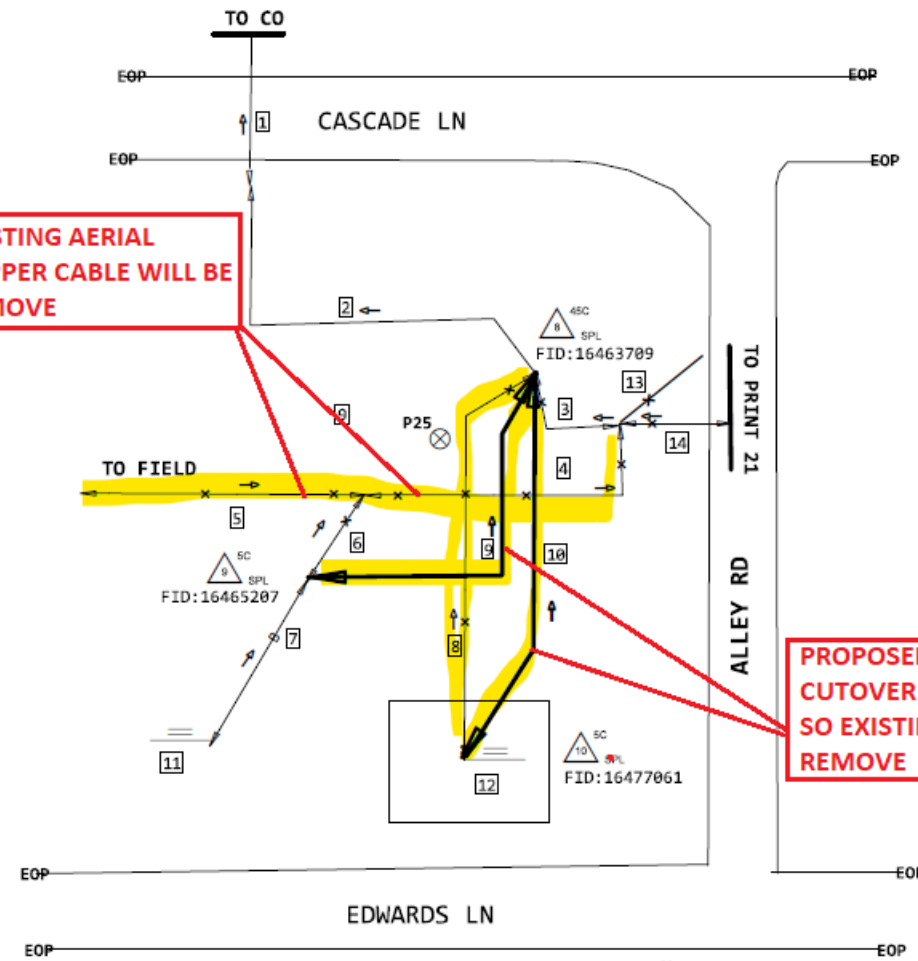 TO CO
EOP
EOP
1
CASCADE LN
EOP
EOP
STING AERIAL
PPER CABLE WILL BE
MOVE
2
8
45C
SPL
FID:16463709
13
3
TO PRINT 21
9
P25
14
TO FIELD
4
5
6
9
5C
SPL
FID:16465207
9
10
ALLEY RD
7
8
PROPOSE
CUTOVER
SO EXISTI
REMOVE
11
10
5C
SPL
FID:16477061
12
EOP
EOP
EDWARDS LN
EOP
EOP